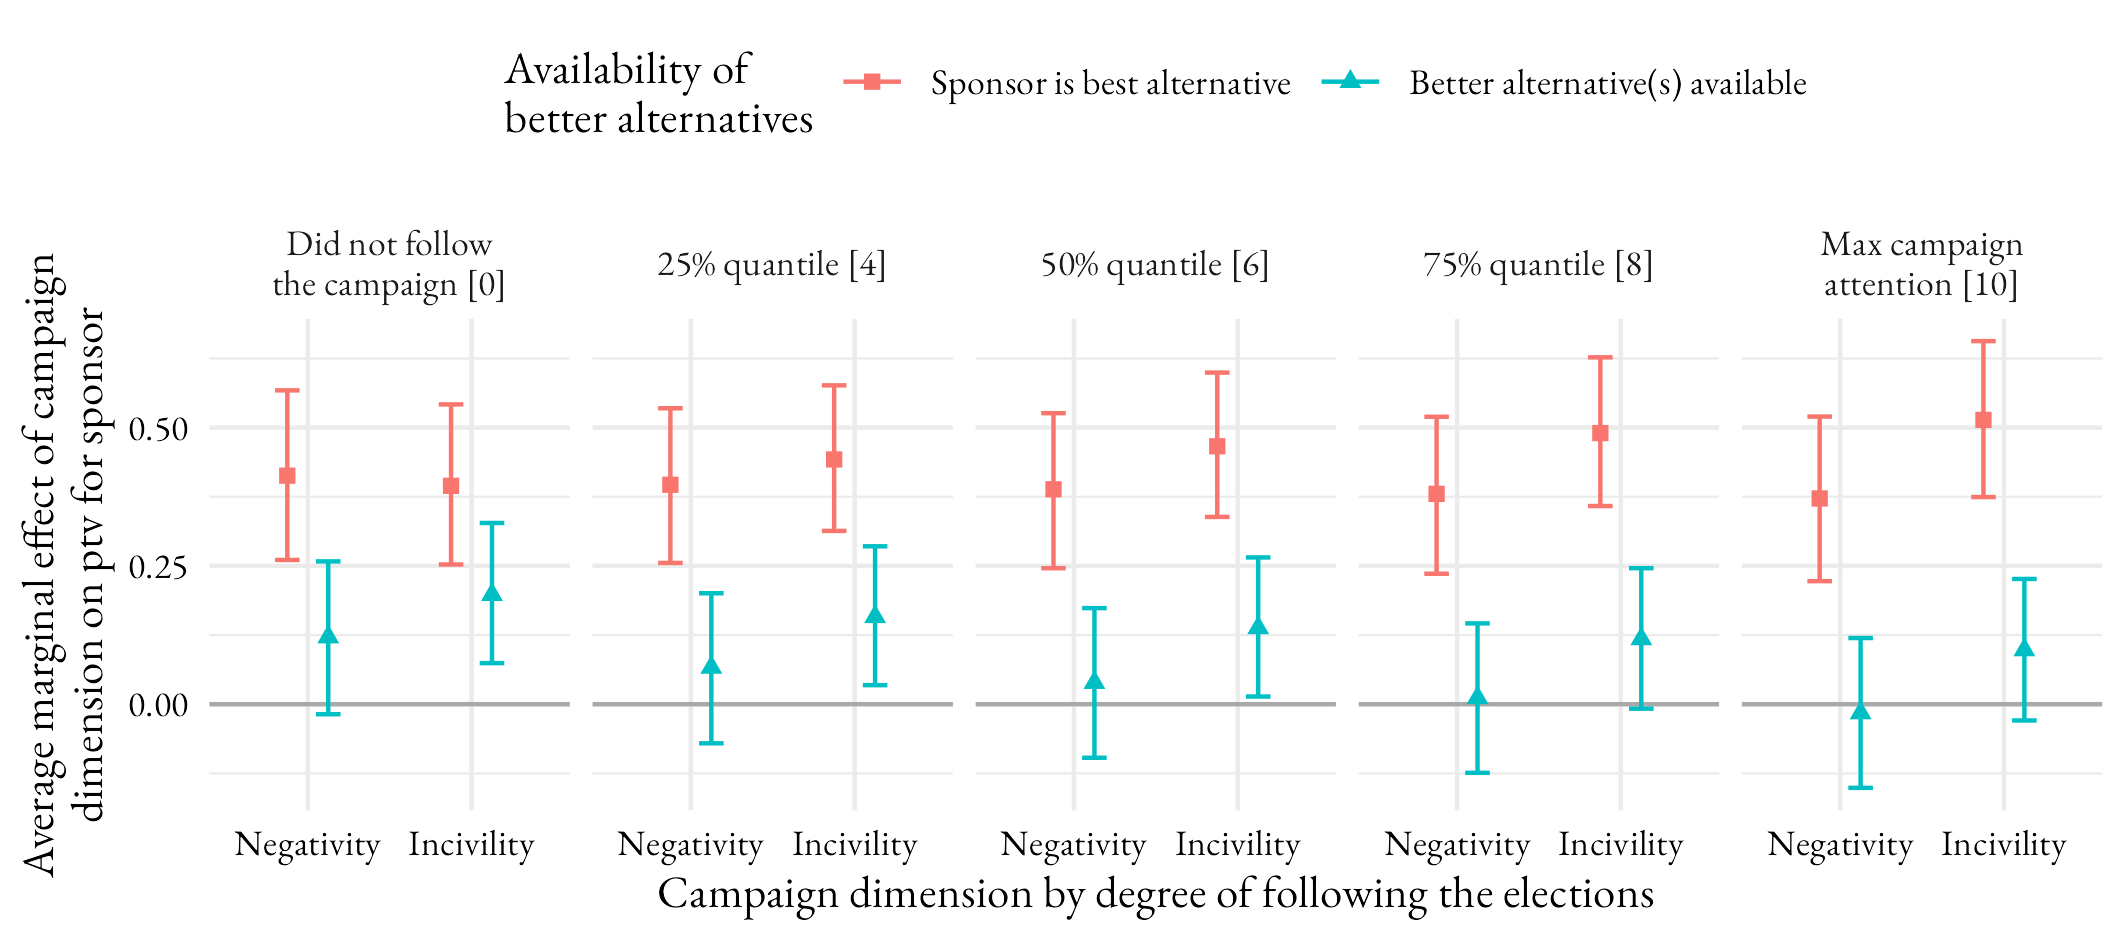 Availability of
better alternatives
Sponsor is best alternative
Better alternative(s) available
Did not follow
the campaign [0]
25% quantile [4]
50% quantile [6]
75% quantile [8]
Max campaign
attention [10]
Average marginal effect of campaign
dimension on ptv for sponsor
0.50
0.25
0.00
Negativity Incivility
Negativity Incivility
Negativity Incivility
Negativity Incivility
Negativity Incivility
Campaign dimension by degree of following the elections